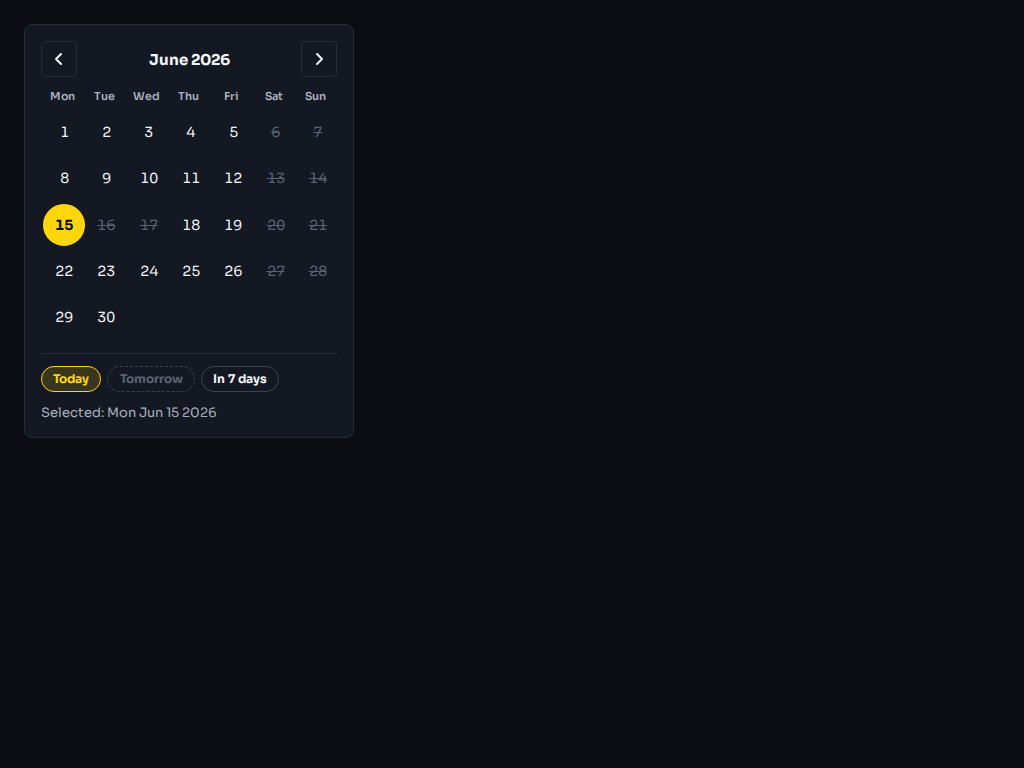 June 2026
Mon Tue Wed Thu Fri Sat Sun
1 2 3 4 5 6 7
8 9 10 11 12 13 14
15 16 17 18 19 20 21
22 23 24 25 26 27 28
29 30
Today Tomorrow In 7 days
Selected: Mon Jun 15 2026